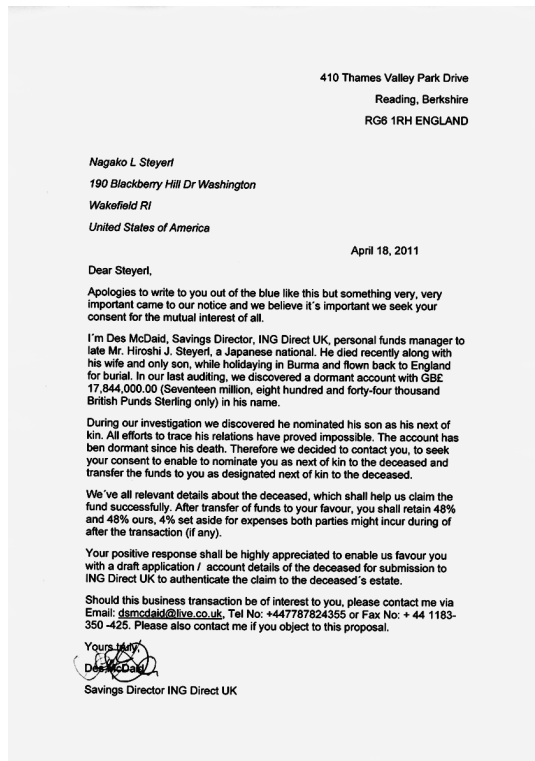 410 Thames Valley Park Drive
Reading, Berkshire
RG6 1RH ENGLAND
Nagako L Steyerl
190 Blackberry Hill Dr Washington
Wakefield RI
United States of America
April 18, 2011
Dear Steyerl,
Apologies to write to you out of the blue like this but something very, very
important came to our notice and we believe it´s important we seek your
consent for the mutual interest of all.
I´m Des McDaid, Savings Director, ING Direct UK, personal funds manager to
late Mr. Hiroshi J. Steyerl, a Japanese national. He died recently along with
his wife and only son, while holidaying in Burma and flown back to England
for burial. In our last auditing, we discovered a dormant account with GB£
17,844,000.00 (Seventeen million, eight hundred and forty-four thousand
British Punds Sterling only) in his name.
During our investigation we discovered he nominated his son as his next of
kin. All efforts to trace his relations have proved impossible. The account has
ben dormant since his death. Therefore we decided to contact you, to seek
your consent to enable to nominate you as next of kin to the deceased and
transfer the funds to you as designated next of kin to the deceased.
We´ve all relevant details about the deceased, which shall help us claim the
fund successfully. After transfer of funds to your favour, you shall retain 48%
and 48% ours, 4% set aside for expenses both parties might incur during of
after the transaction (if any).
Your positive response shall be highly appreciated to enable us favour you
with a draft application / account details of the deceased for submission to
ING Direct UK to authenticate the claim to the deceased´s estate.
Should this business transaction be of interest to you, please contact me via
Email: dsmcdaid@live.co.uk, Tel No: +447787824355 or Fax No: + 44 1183-
350 -425. Please also contact me if you object to this proposal.
Yours truly,
Des McDaid
Savings Director ING Direct UK